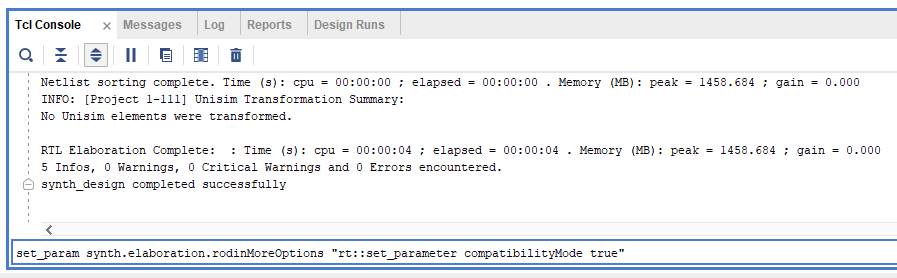 Tcl Console × Messages Log Reports Design Runs
Netlist sorting complete. Time (s): cpu = 00:00:00 ; elapsed = 00:00:00 . Memory (MB): peak = 1458.684 ; gain = 0.000
INFO: [Project 1-111] Unisim Transformation Summary:
No Unisim elements were transformed.
RTL Elaboration Complete:  : Time (s): cpu = 00:00:04 ; elapsed = 00:00:04 . Memory (MB): peak = 1458.684 ; gain = 0.000
5 Infos, 0 Warnings, 0 Critical Warnings and 0 Errors encountered.
synth_design completed successfully
set_param synth.elaboration.rodinMoreOptions "rt::set_parameter compatibilityMode true"